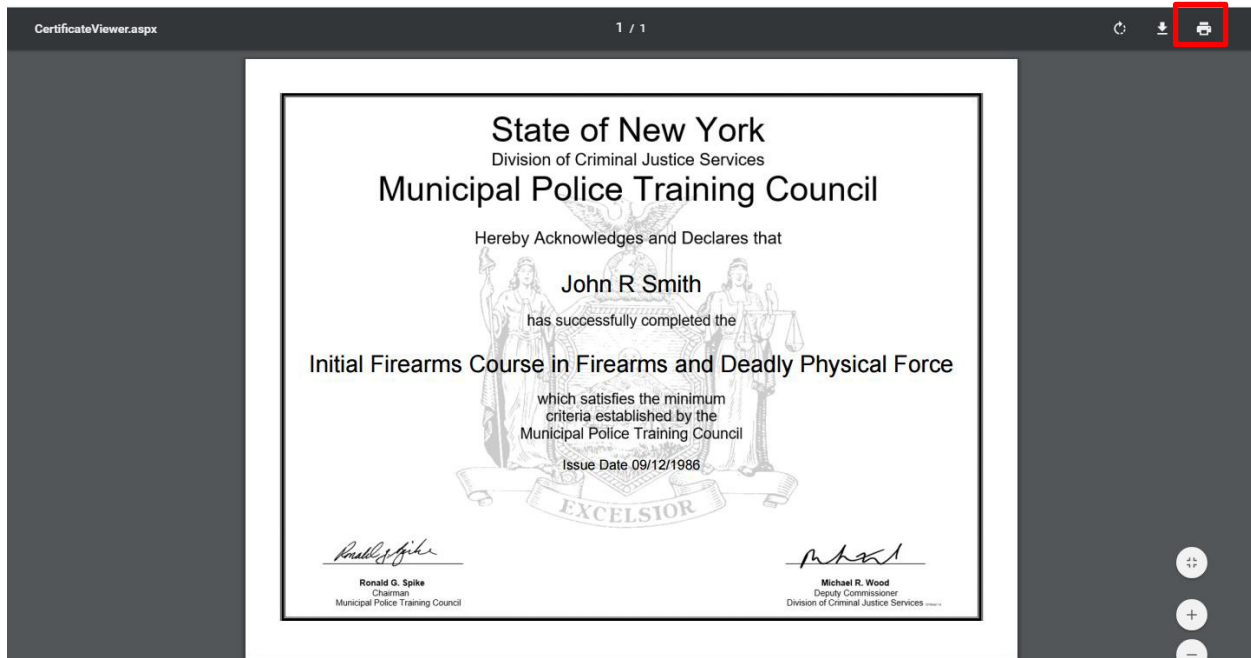 CertificateViewer.aspx
1 / 1
State of New York
Division of Criminal Justice Services
Municipal Police Training Council
Hereby Acknowledges and Declares that
John R Smith
has successfully completed the
Initial Firearms Course in Firearms and Deadly Physical Force
which satisfies the minimum
criteria established by the
Municipal Police Training Council
Issue Date 09/12/1986
EXCELSIOR
Ronald G. Spike
Chairman
Municipal Police Training Council
Michael R. Wood
Deputy Commissioner
Division of Criminal Justice Services